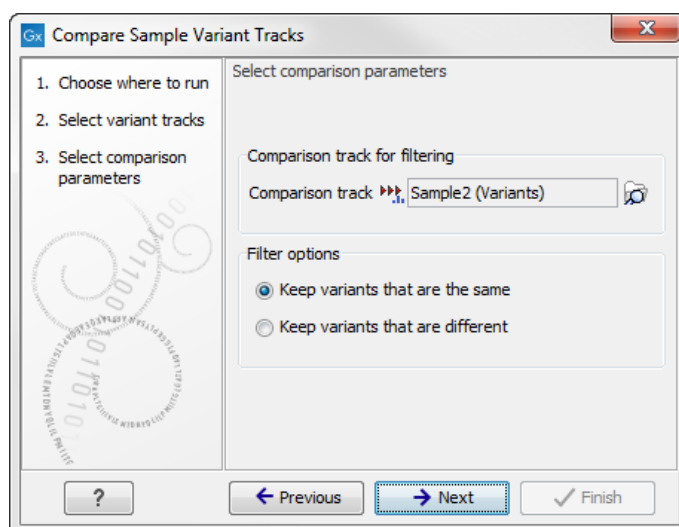 Gx Compare Sample Variant Tracks
1. Choose where to run
2. Select variant tracks
3. Select comparison
parameters
Select comparison parameters
Comparison track for filtering
Comparison track Sample2 (Variants)
Filter options
Keep variants that are the same
Keep variants that are different
? Previous Next Finish